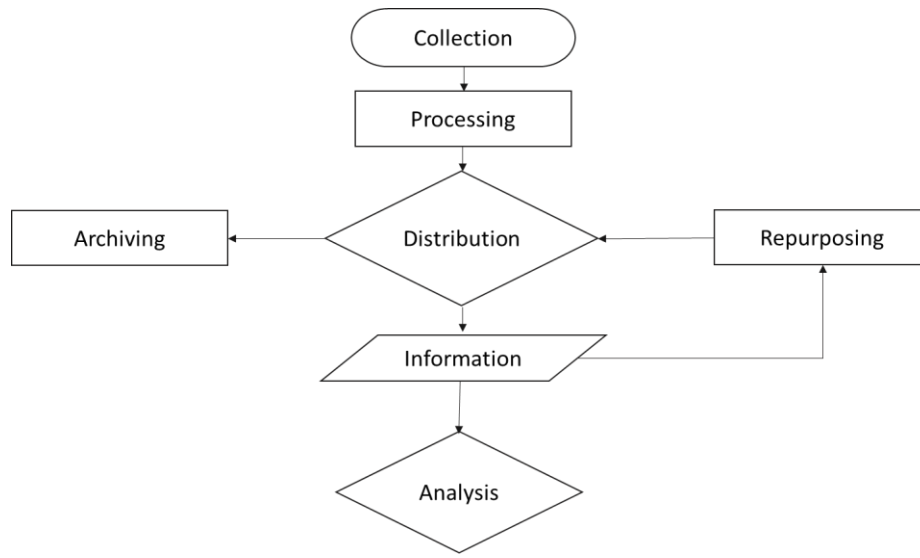 Collection
Processing
Archiving
Distribution
Repurposing
Information
Analysis